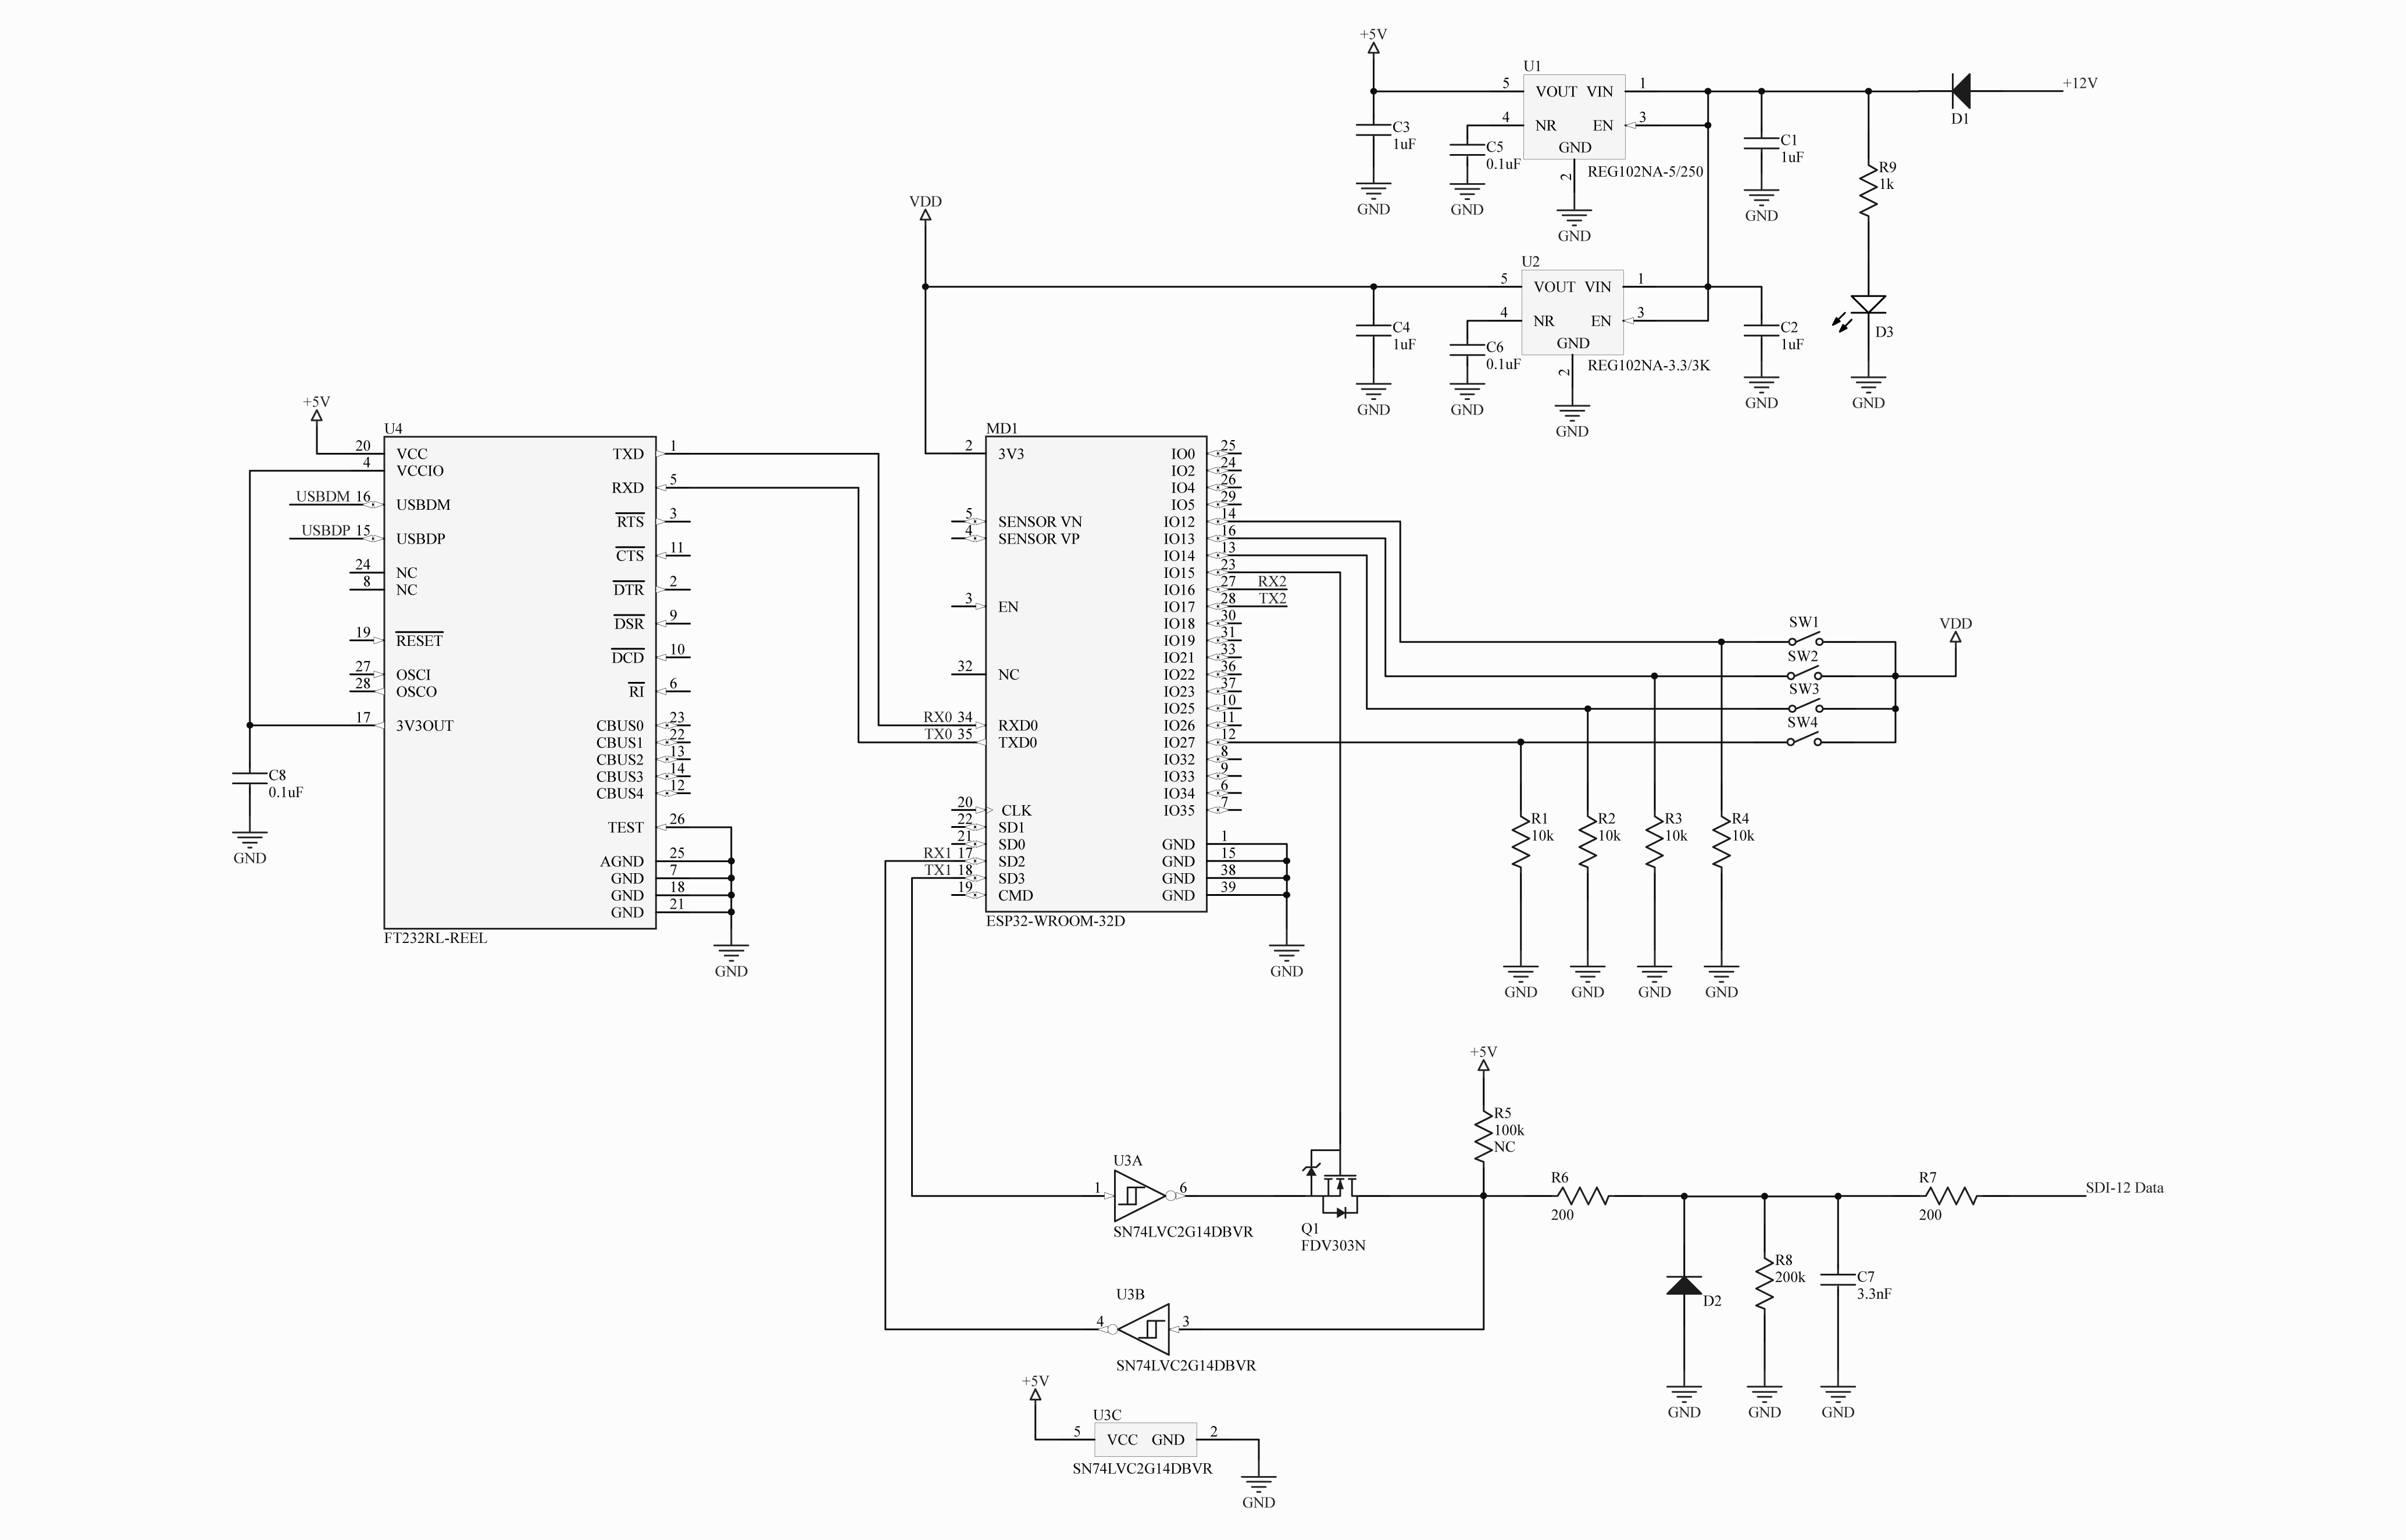 +5V
U1
5
VOUT
VIN
1
+12V
D1
C3
1uF
4
NR
EN
3
C5
0.1uF
GND
2
REG102NA-5/250
C1
1uF
R9
1k
GND
GND
GND
GND
VDD
U2
5
VOUT
VIN
1
4
NR
EN
3
C4
1uF
C6
0.1uF
GND
2
REG102NA-3.3/3K
C2
1uF
D3
GND
GND
GND
GND
GND
+5V
U4
20
VCC
4
VCCIO
USBDM 16
USBDM
USBDP 15
USBDP
24
NC
8
NC
19
RESET
27
OSCI
28
OSCO
17
3V3OUT
C8
0.1uF
GND
TXD
1
RXD
5
RTS
3
CTS
11
DTR
2
DSR
9
DCD
10
RI
6
CBUS0
23
CBUS1
22
CBUS2
13
CBUS3
14
CBUS4
12
TEST
26
AGND
25
GND
7
GND
18
GND
21
FT232RL-REEL
GND
MD1
2
3V3
5
SENSOR VN
4
SENSOR VP
3
EN
32
NC
RX0 34
RXD0
TX0 35
TXD0
20
CLK
22
SD1
21
SD0
RX1 17
SD2
TX1 18
SD3
19
CMD
IO0
25
IO2
24
IO4
26
IO5
29
IO12
14
IO13
16
IO14
13
IO15
23
IO16
27
RX2
IO17
28
TX2
IO18
30
IO19
31
IO21
33
IO22
36
IO23
37
IO25
10
IO26
11
IO27
12
IO32
8
IO33
9
IO34
6
IO35
7
GND
1
GND
15
GND
38
GND
39
ESP32-WROOM-32D
GND
SW1
SW2
SW3
SW4
VDD
R1
10k
R2
10k
R3
10k
R4
10k
GND
GND
GND
GND
+5V
R5
100k
NC
U3A
1
6
SN74LVC2G14DBVR
Q1
FDV303N
R6
200
R7
200
SDI-12 Data
U3B
4
3
SN74LVC2G14DBVR
D2
R8
200k
C7
3.3nF
GND
GND
GND
+5V
U3C
5
VCC
GND
2
SN74LVC2G14DBVR
GND